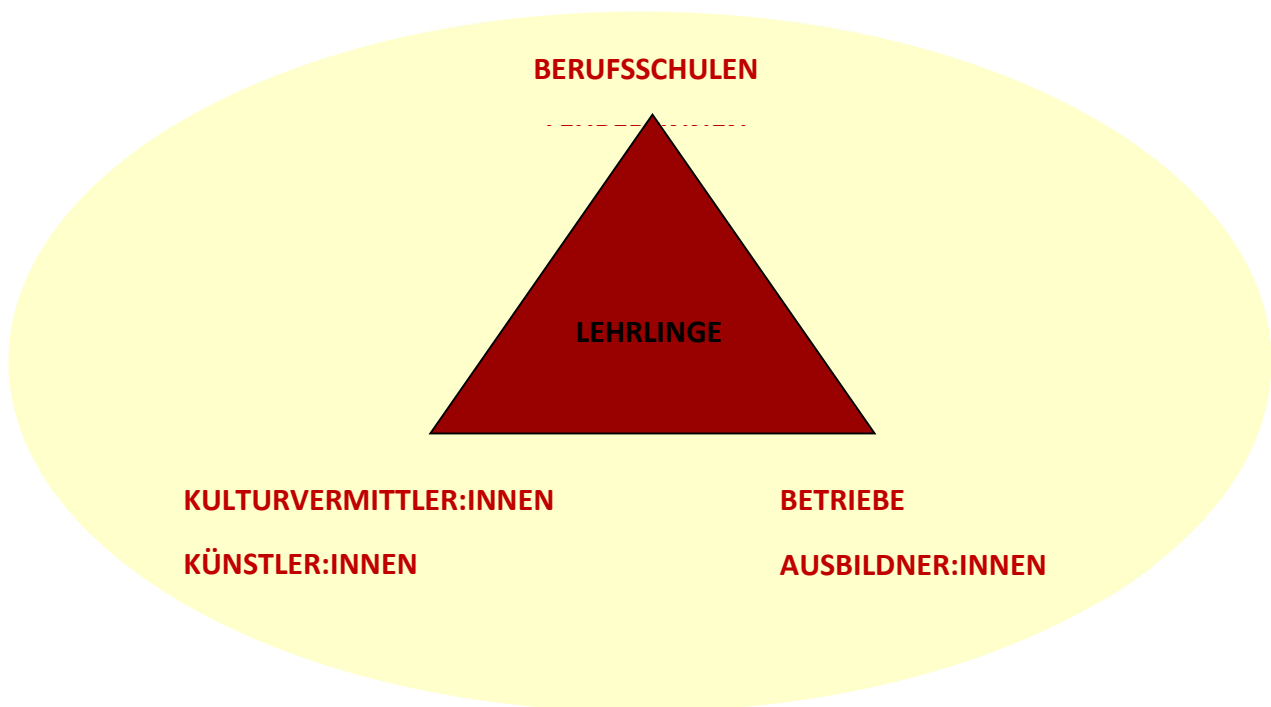 BERUFSSCHULEN
LEHRLINGE
KULTURVERMITTLER:INNEN
KÜNSTLER:INNEN
BETRIEBE
AUSBILDNER:INNEN